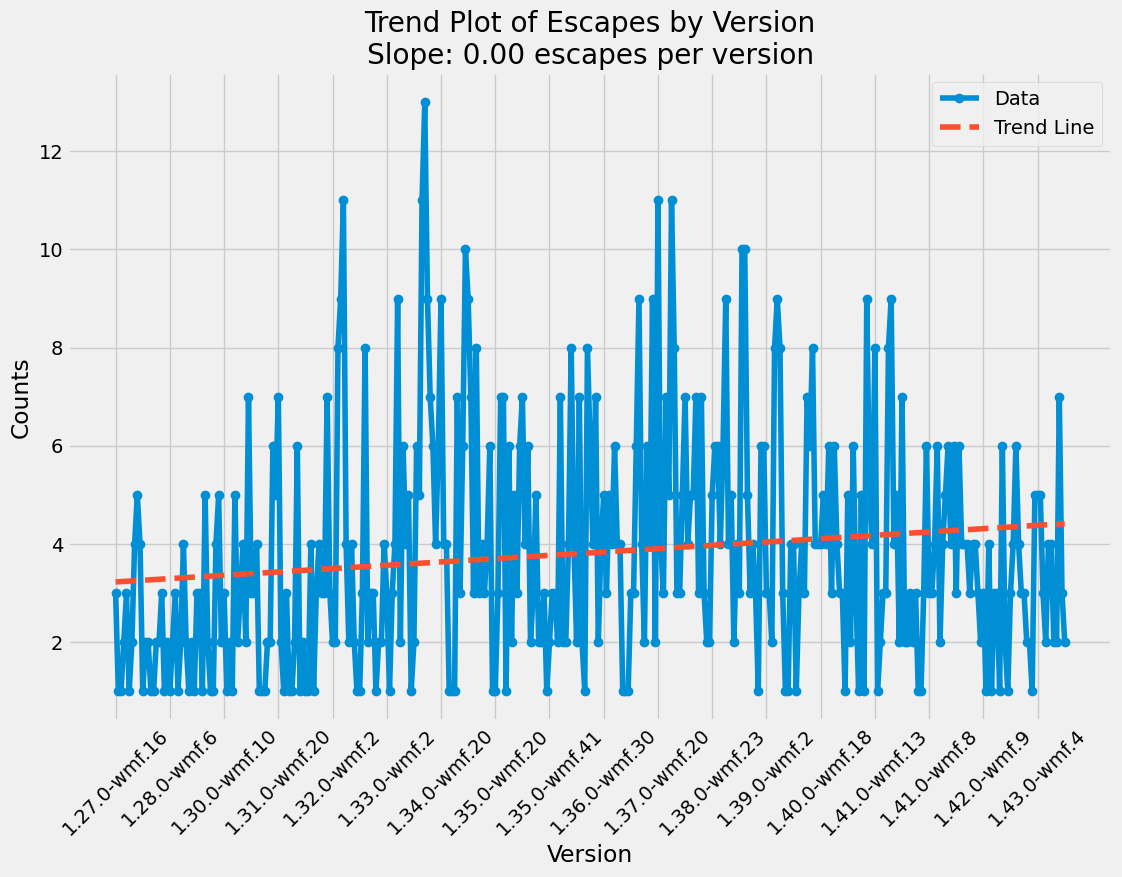 Trend Plot of Escapes by Version
Slope: 0.00 escapes per version
Data
Trend Line
Counts
12
10
8
6
4
2
1.27.0-wmf.16
1.28.0-wmf.6
1.30.0-wmf.10
1.31.0-wmf.20
1.32.0-wmf.2
1.33.0-wmf.2
1.34.0-wmf.20
1.35.0-wmf.20
1.35.0-wmf.41
1.36.0-wmf.30
1.37.0-wmf.20
1.38.0-wmf.23
1.39.0-wmf.2
1.40.0-wmf.18
1.41.0-wmf.13
1.41.0-wmf.8
1.42.0-wmf.9
1.43.0-wmf.4
Version